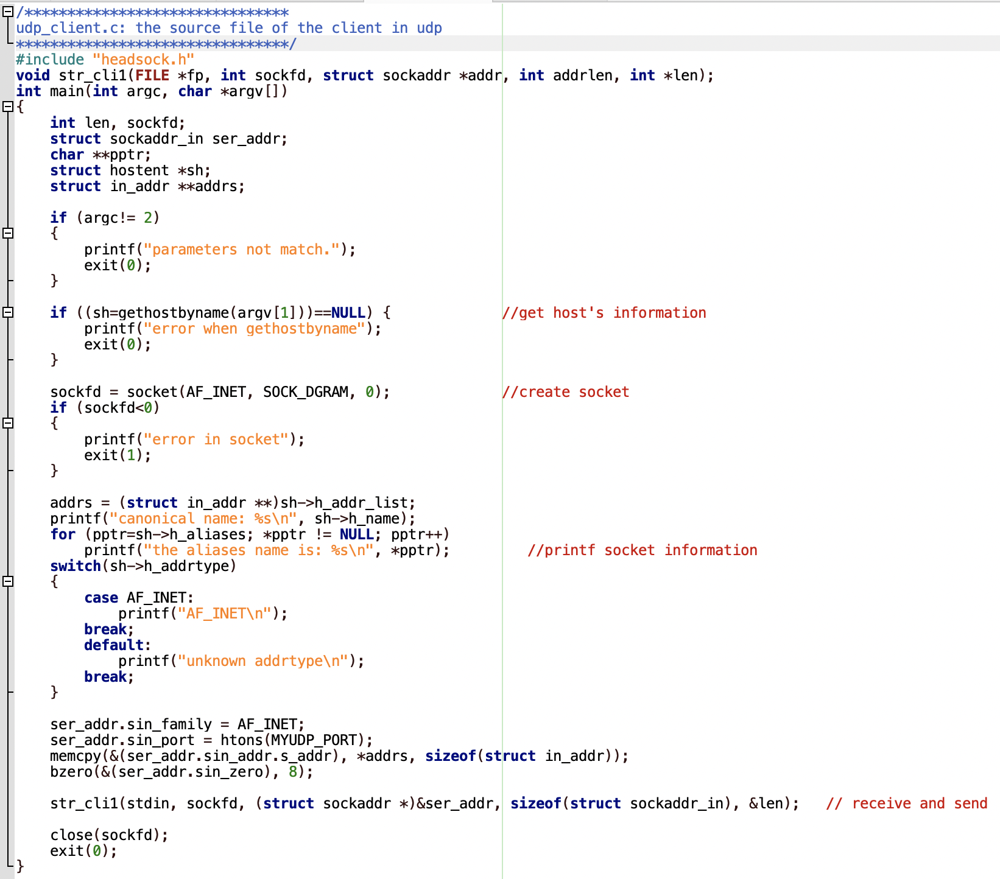 /*******************************
udp_client.c: the source file of the client in udp
********************************/
#include "headsock.h"
void str_cli1(FILE *fp, int sockfd, struct sockaddr *addr, int addrlen, int *len);
int main(int argc, char *argv[])
{
    int len, sockfd;
    struct sockaddr_in ser_addr;
    char **pptr;
    struct hostent *sh;
    struct in_addr **addrs;

    if (argc!= 2)
    {
        printf("parameters not match.");
        exit(0);
    }

    if ((sh=gethostbyname(argv[1]))==NULL) {             //get host's information
        printf("error when gethostbyname");
        exit(0);
    }

    sockfd = socket(AF_INET, SOCK_DGRAM, 0);             //create socket
    if (sockfd<0)
    {
        printf("error in socket");
        exit(1);
    }

    addrs = (struct in_addr **)sh->h_addr_list;
    printf("canonical name: %s\n", sh->h_name);
    for (pptr=sh->h_aliases; *pptr != NULL; pptr++)
        printf("the aliases name is: %s\n", *pptr);         //printf socket information
    switch(sh->h_addrtype)
    {
        case AF_INET:
            printf("AF_INET\n");
        break;
        default:
            printf("unknown addrtype\n");
        break;
    }

    ser_addr.sin_family = AF_INET;
    ser_addr.sin_port = htons(MYUDP_PORT);
    memcpy(&(ser_addr.sin_addr.s_addr), *addrs, sizeof(struct in_addr));
    bzero(&(ser_addr.sin_zero), 8);

    str_cli1(stdin, sockfd, (struct sockaddr *)&ser_addr, sizeof(struct sockaddr_in), &len);   // receive and send

    close(sockfd);
    exit(0);
}